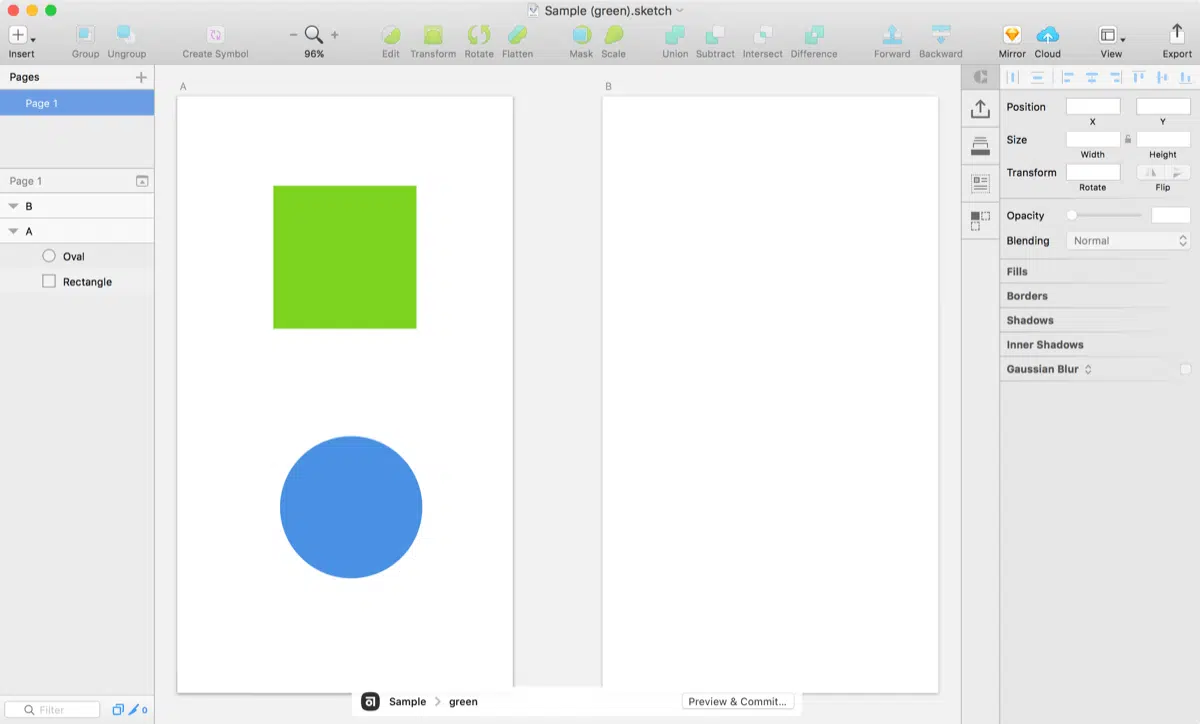 Sample (green).sketch
Insert
Group
Ungroup
Create Symbol
96%
Edit
Transform
Rotate
Flatten
Mask
Scale
Union
Subtract
Intersect
Difference
Forward
Backward
Mirror
Cloud
View
Export
Pages
Page 1
Page 1
B
A
Oval
Rectangle
Filter
0
A
B
Sample
green
Preview & Commit...
Position
X
Y
Size
Width
Height
Transform
Rotate
Flip
Opacity
Blending
Normal
Fills
Borders
Shadows
Inner Shadows
Gaussian Blur